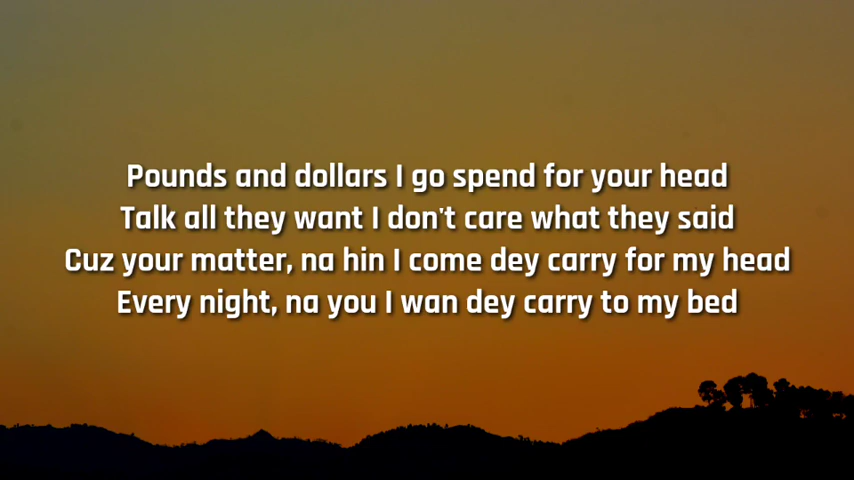 Pounds and dollars I go spend for your head
Talk all they want I don't care what they said
Cuz your matter, na hin I come dey carry for my head
Every night, na you I wan dey carry to my bed